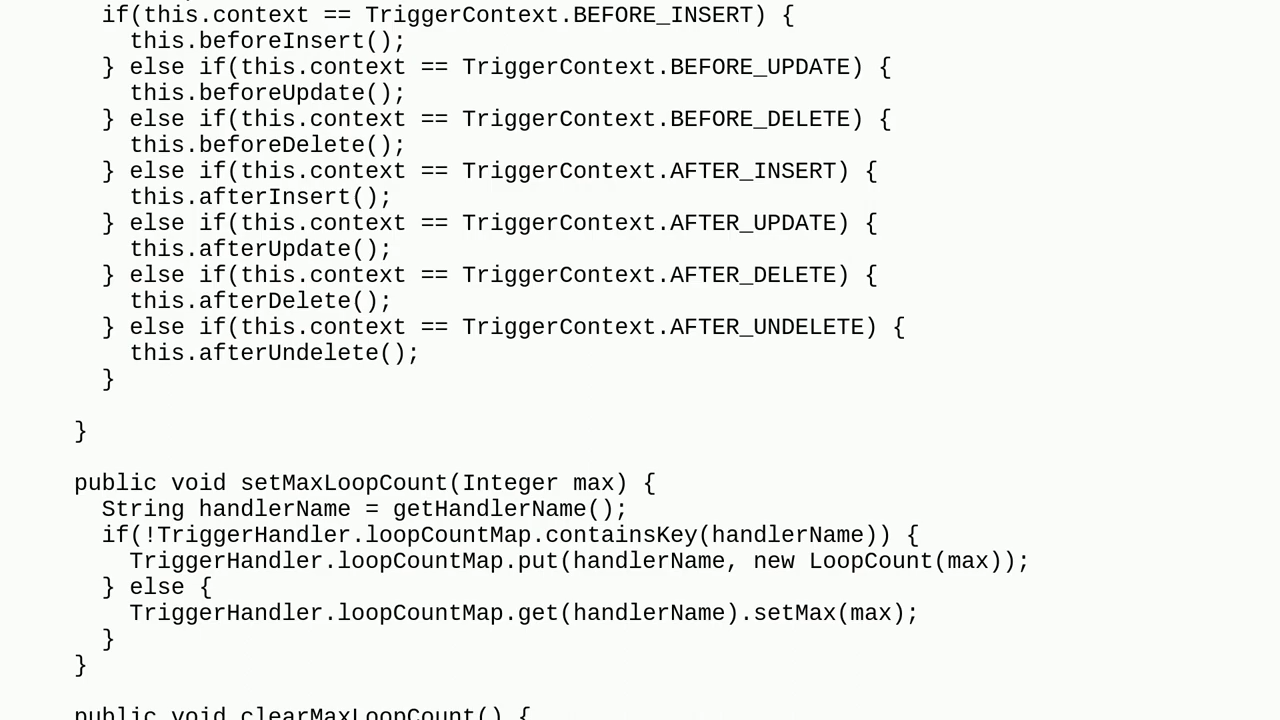 if(this.context == TriggerContext.BEFORE_INSERT) {
this.beforeInsert();
} else if(this.context == TriggerContext.BEFORE_UPDATE) {
this.beforeUpdate();
} else if(this.context == TriggerContext.BEFORE_DELETE) {
this.beforeDelete();
} else if(this.context == TriggerContext.AFTER_INSERT) {
this.afterInsert();
} else if(this.context == TriggerContext.AFTER_UPDATE) {
this.afterUpdate();
} else if(this.context == TriggerContext.AFTER_DELETE) {
this.afterDelete();
} else if(this.context == TriggerContext.AFTER_UNDELETE) {
this.afterUndelete();
}
}
public void setMaxLoopCount(Integer max) {
String handlerName = getHandlerName();
if(!TriggerHandler.loopCountMap.containsKey(handlerName)) {
TriggerHandler.loopCountMap.put(handlerName, new LoopCount(max));
} else {
TriggerHandler.loopCountMap.get(handlerName).setMax(max);
}
}
public void clearMaxLoopCount() {